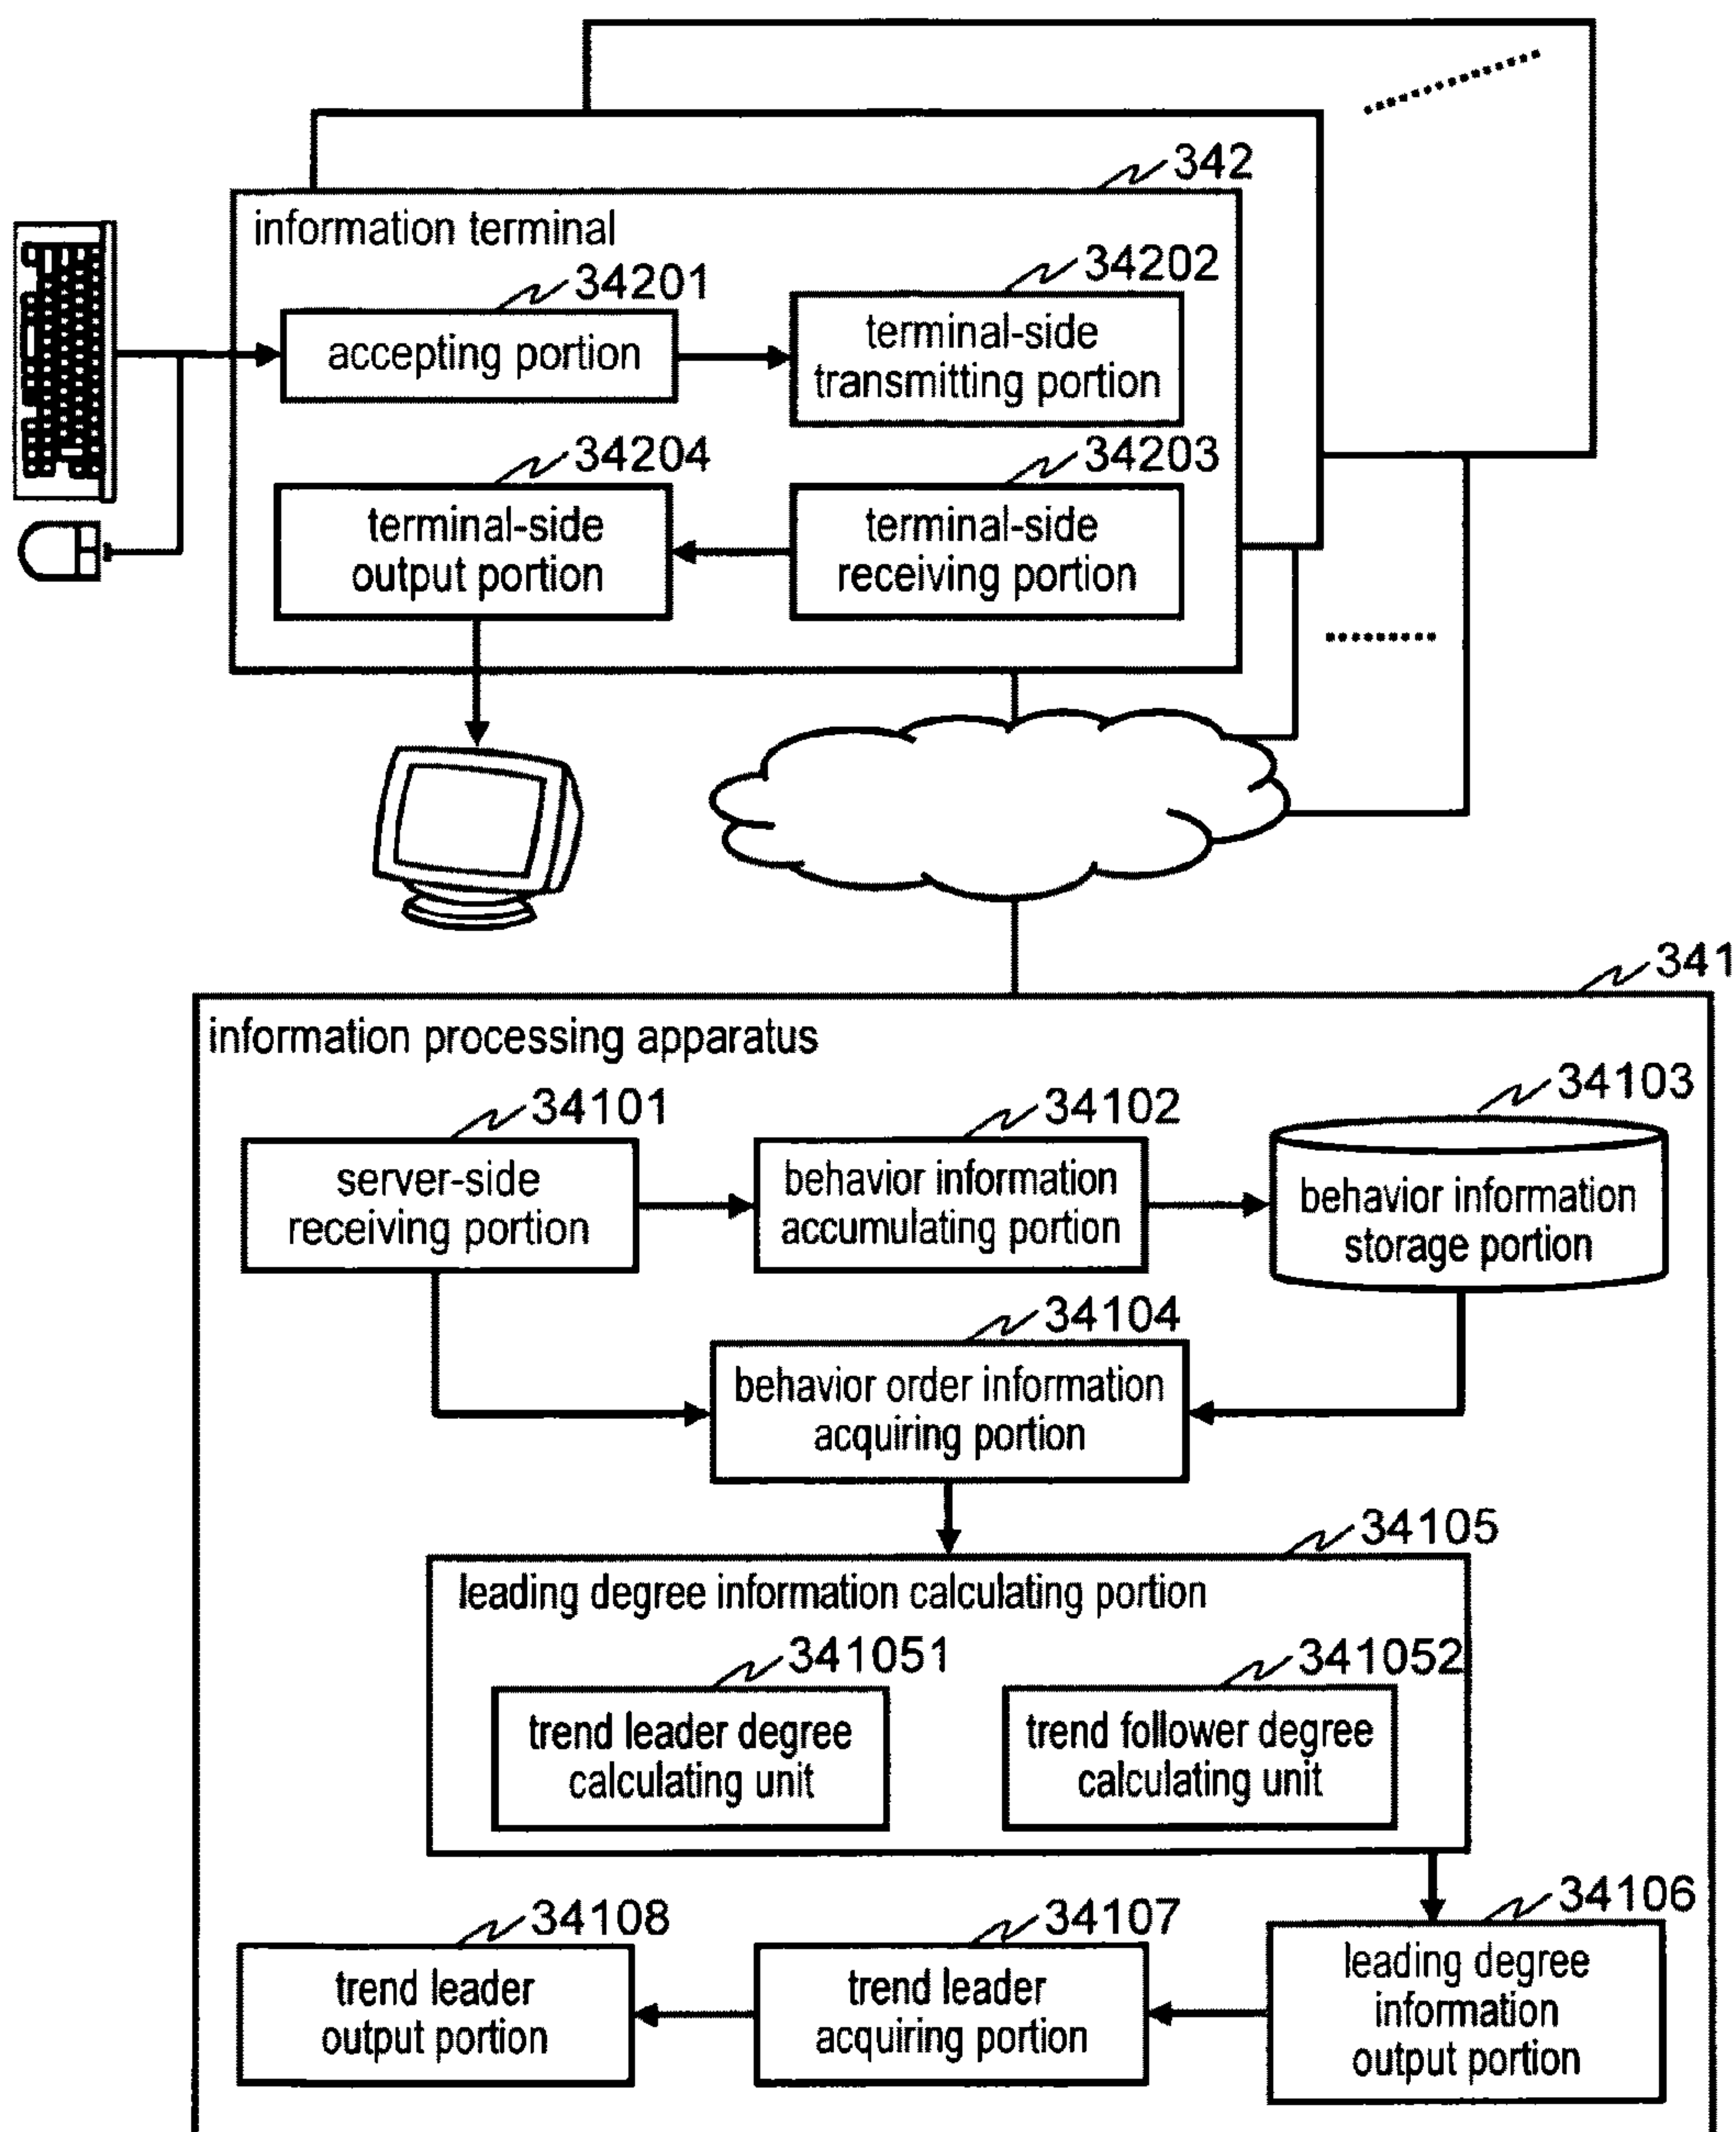 342
information terminal
34201
34202
accepting portion
terminal-side
transmitting portion
34204
34203
terminal-side
output portion
terminal-side
receiving portion
341
information processing apparatus
34101
34102
34103
server-side
receiving portion
behavior information
accumulating portion
behavior information
storage portion
34104
behavior order information
acquiring portion
34105
leading degree information calculating portion
341051
341052
trend leader degree
calculating unit
trend follower degree
calculating unit
34108
34107
34106
trend leader
output portion
trend leader
acquiring portion
leading degree
information
output portion